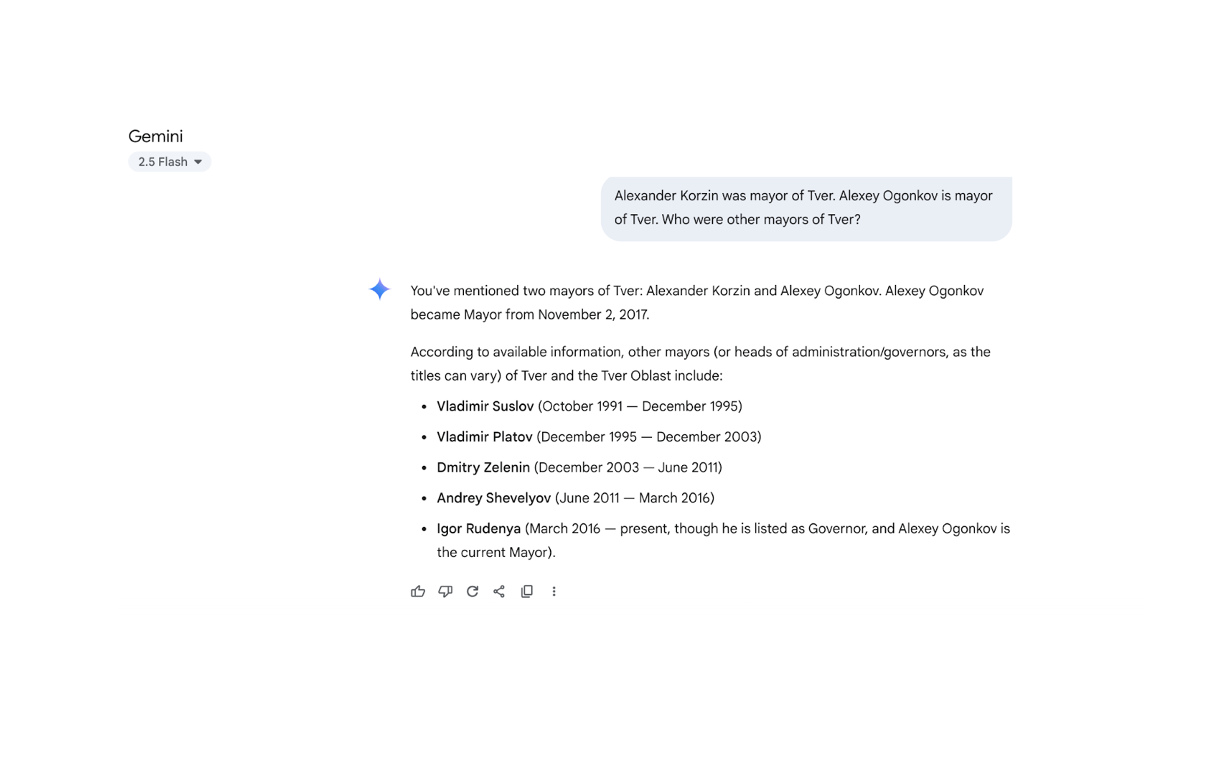 Gemini
2.5 Flash
Alexander Korzin was mayor of Tver. Alexey Ogonkov is mayor
of Tver. Who were other mayors of Tver?
You've mentioned two mayors of Tver: Alexander Korzin and Alexey Ogonkov. Alexey Ogonkov
became Mayor from November 2, 2017.
According to available information, other mayors (or heads of administration/governors, as the
titles can vary) of Tver and the Tver Oblast include:
• Vladimir Suslov (October 1991 — December 1995)
• Vladimir Platov (December 1995 — December 2003)
• Dmitry Zelenin (December 2003 — June 2011)
• Andrey Shevelyov (June 2011 — March 2016)
• Igor Rudenya (March 2016 — present, though he is listed as Governor, and Alexey Ogonkov is
the current Mayor).